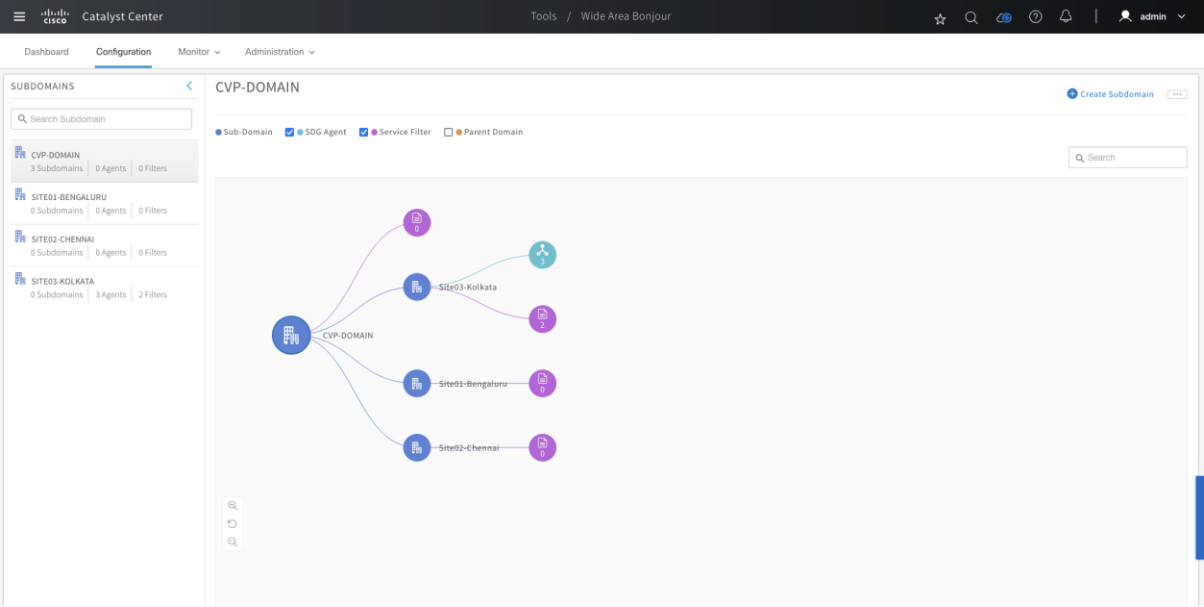 cisco Catalyst Center
Tools / Wide Area Bonjour
admin
Dashboard Configuration Monitor Administration
SUBDOMAINS
Search Subdomain
CVP-DOMAIN
3 Subdomains 0 Agents 0 Filters
SITE01-BENGALURU
0 Subdomains 0 Agents 0 Filters
SITE02-CHENNAI
0 Subdomains 0 Agents 0 Filters
SITE03-KOLKATA
0 Subdomains 3 Agents 2 Filters
CVP-DOMAIN
Create Subdomain
Sub-Domain SDG Agent Service Filter Parent Domain
Search
0
3
Site03-Kolkata
2
CVP-DOMAIN
Site01-Bengaluru
0
Site02-Chennai
0